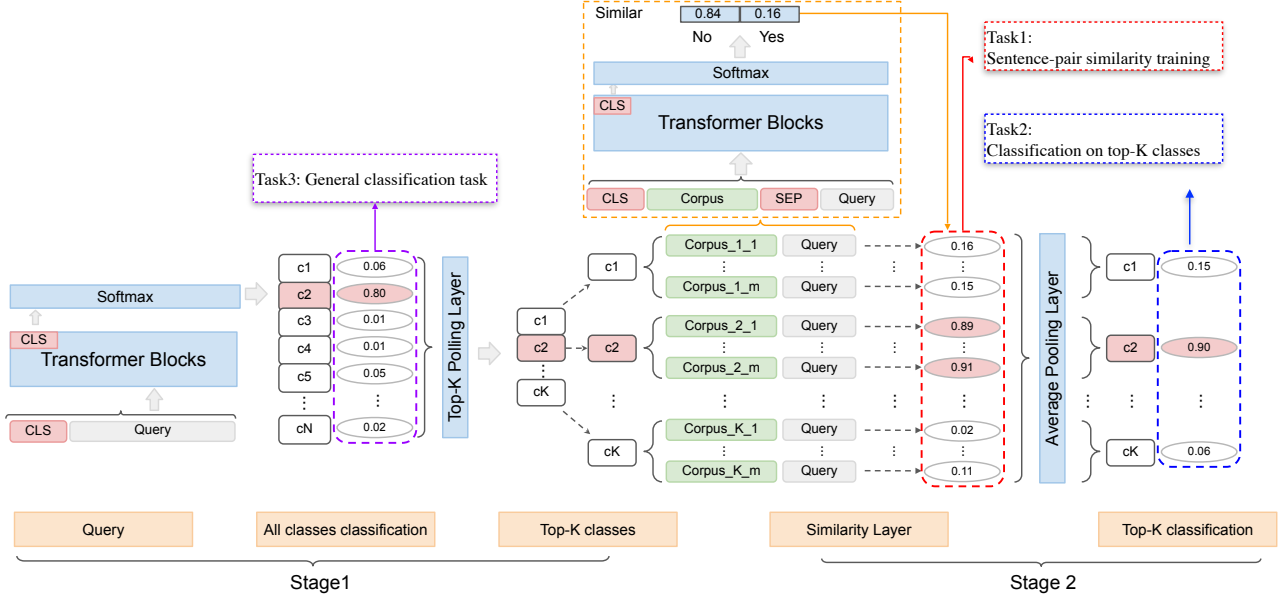 Similar
0.84
0.16
No
Yes
Softmax
CLS
Transformer Blocks
CLS
Corpus
SEP
Query
Task1:
Sentence-pair similarity training
Task2:
Classification on top-K classes
Task3: General classification task
Softmax
CLS
Transformer Blocks
CLS
Query
c1
0.06
c2
0.80
c3
0.01
c4
0.01
c5
0.05
cN
0.02
Top-K Polling Layer
c1
c2
cK
c1
Corpus_1_1
Query
0.16
Corpus_1_m
Query
0.15
c2
Corpus_2_1
Query
0.89
Corpus_2_m
Query
0.91
cK
Corpus_K_1
Query
0.02
Corpus_K_m
Query
0.11
Average Pooling Layer
c1
0.15
c2
0.90
cK
0.06
Query
All classes classification
Top-K classes
Similarity Layer
Top-K classification
Stage1
Stage 2